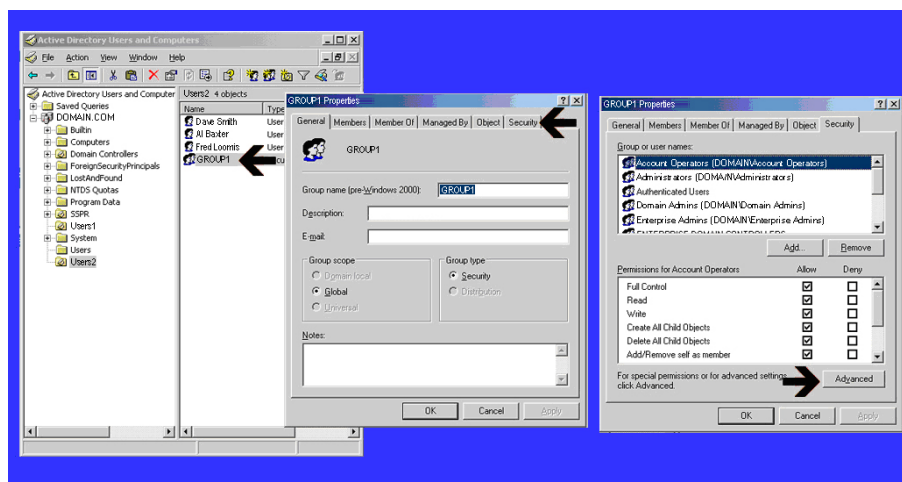 Active Directory Users and Computers
File Action View Window Help
Active Directory Users and Computer
Saved Queries
DOMAIN.COM
Builtin
Computers
Domain Controllers
ForeignSecurityPrincipals
LostAndFound
NTDS Quotas
Program Data
SSPR
Users1
System
Users
Users2
Users2 4 objects
Name Type
Dave Smith User
Al Baxter User
Fred Loomis User
GROUP1
GROUP1 Properties
General Members Member Of Managed By Object Security
GROUP1
Group name (pre-Windows 2000): GROUP1
Description:
E-mail:
Group scope
Domain local
Global
Universal
Group type
Security
Distribution
Notes:
OK Cancel Apply
GROUP1 Properties
General Members Member Of Managed By Object Security
Group or user names:
Account Operators (DOMAIN\Account Operators)
Administrators (DOMAIN\Administrators)
Authenticated Users
Domain Admins (DOMAIN\Domain Admins)
Enterprise Admins (DOMAIN\Enterprise Admins)
ENTERPRISE DOMAIN CONTROLLERS
Add... Remove
Permissions for Account Operators Allow Deny
Full Control
Read
Write
Create All Child Objects
Delete All Child Objects
Add/Remove self as member
For special permissions or for advanced settings,
click Advanced.
Advanced
OK Cancel Apply